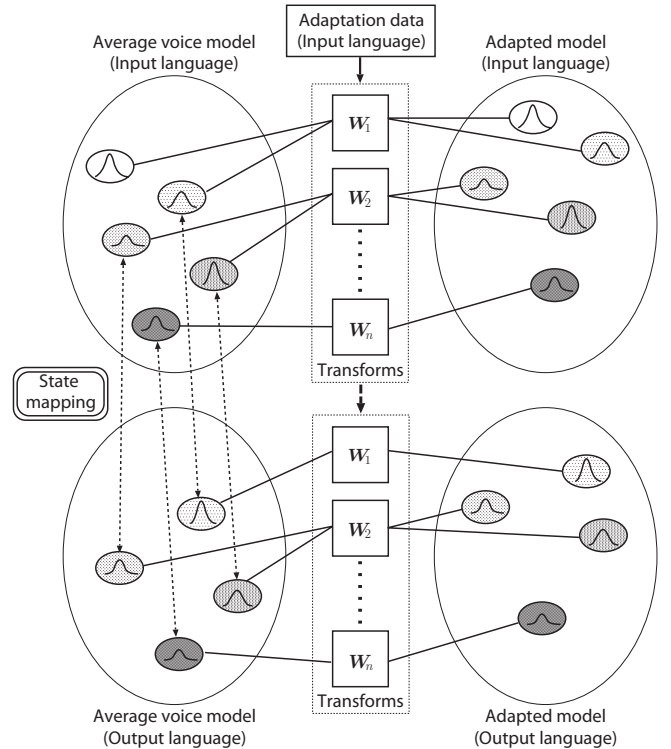 Average voice model
(Input language)
Adaptation data
(Input language)
Adapted model
(Input language)
W1
W2
Wn
Transforms
State
mapping
W1
W2
Wn
Transforms
Average voice model
(Output language)
Adapted model
(Output language)